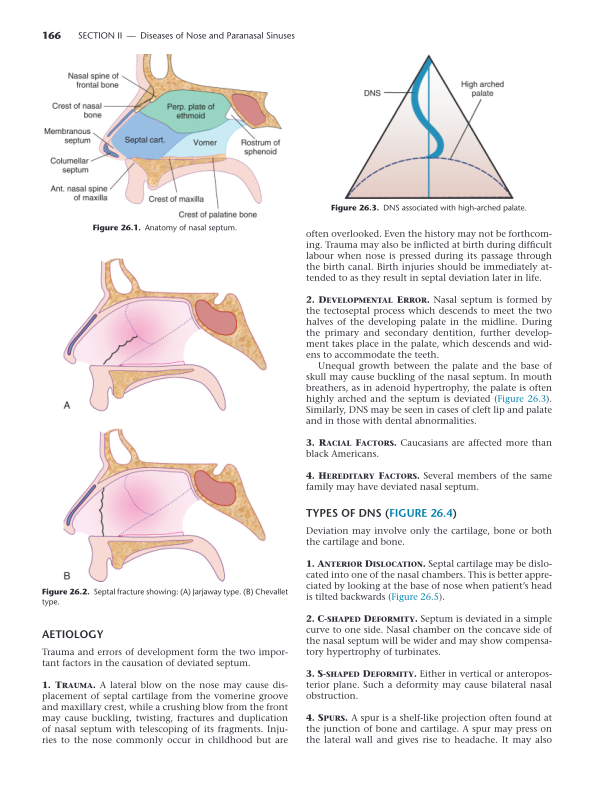 166 SECTION II — Diseases of Nose and Paranasal Sinuses
Nasal spine of
frontal bone
Crest of nasal
bone
Membranous
septum
Columellar
septum
Ant. nasal spine
of maxilla
Perp. plate of
ethmoid
Septal cart.
Vomer
Rostrum of
sphenoid
Crest of maxilla
Crest of palatine bone
Figure 26.1. Anatomy of nasal septum.
A
B
Figure 26.2. Septal fracture showing: (A) Jarjaway type. (B) Chevallet
type.
AETIOLOGY
Trauma and errors of development form the two impor-
tant factors in the causation of deviated septum.
1. TRAUMA. A lateral blow on the nose may cause dis-
placement of septal cartilage from the vomerine groove
and maxillary crest, while a crushing blow from the front
may cause buckling, twisting, fractures and duplication
of nasal septum with telescoping of its fragments. Inju-
ries to the nose commonly occur in childhood but are
DNS
High arched
palate
Figure 26.3. DNS associated with high-arched palate.
often overlooked. Even the history may not be forthcom-
ing. Trauma may also be inflicted at birth during difficult
labour when nose is pressed during its passage through
the birth canal. Birth injuries should be immediately at-
tended to as they result in septal deviation later in life.
2. DEVELOPMENTAL ERROR. Nasal septum is formed by
the tectoseptal process which descends to meet the two
halves of the developing palate in the midline. During
the primary and secondary dentition, further develop-
ment takes place in the palate, which descends and wid-
ens to accommodate the teeth.
Unequal growth between the palate and the base of
skull may cause buckling of the nasal septum. In mouth
breathers, as in adenoid hypertrophy, the palate is often
highly arched and the septum is deviated (Figure 26.3).
Similarly, DNS may be seen in cases of cleft lip and palate
and in those with dental abnormalities.
3. RACIAL FACTORS. Caucasians are affected more than
black Americans.
4. HEREDITARY FACTORS. Several members of the same
family may have deviated nasal septum.
TYPES OF DNS (FIGURE 26.4)
Deviation may involve only the cartilage, bone or both
the cartilage and bone.
1. ANTERIOR DISLOCATION. Septal cartilage may be dislo-
cated into one of the nasal chambers. This is better appre-
ciated by looking at the base of nose when patient's head
is tilted backwards (Figure 26.5).
2. C-SHAPED DEFORMITY. Septum is deviated in a simple
curve to one side. Nasal chamber on the concave side of
the nasal septum will be wider and may show compensa-
tory hypertrophy of turbinates.
3. S-SHAPED DEFORMITY. Either in vertical or anteropos-
terior plane. Such a deformity may cause bilateral nasal
obstruction.
4. SPURS. A spur is a shelf-like projection often found at
the junction of bone and cartilage. A spur may press on
the lateral wall and gives rise to headache. It may also